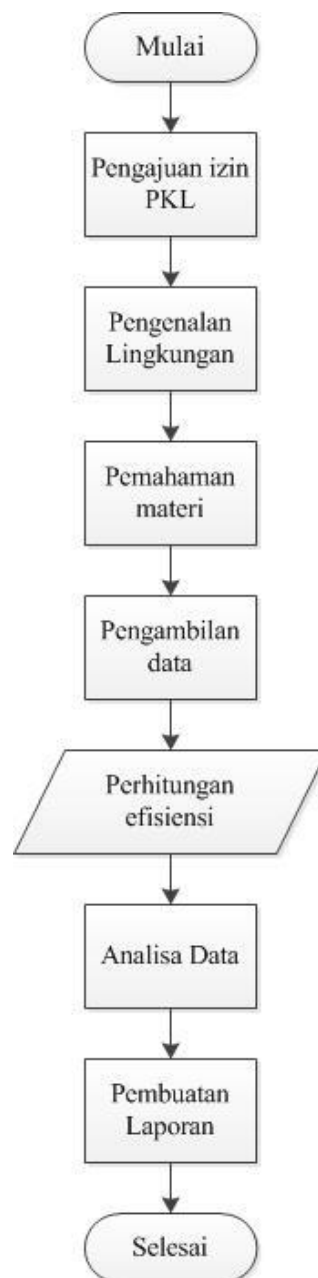 Mulai
Pengajuan izin
PKL
Pengenalan
Lingkungan
Pemahaman
materi
Pengambilan
data
Perhitungan
efisiensi
Analisa Data
Pembuatan
Laporan
Selesai